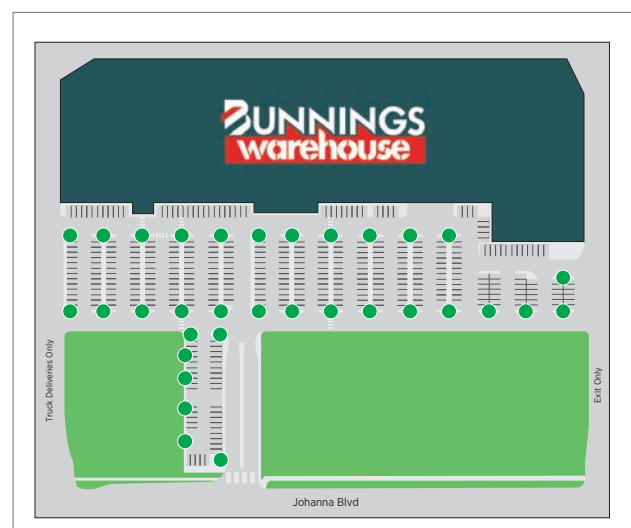 BUNNINGS
warehouse
Truck Deliveries Only
Exit Only
Johanna Blvd